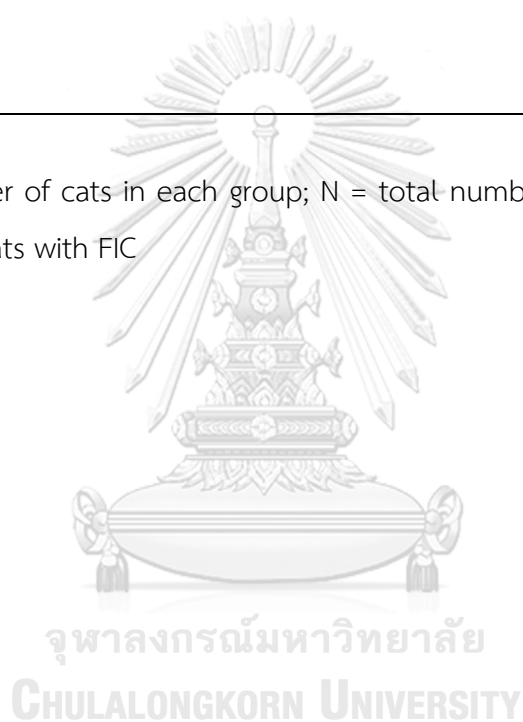 er of cats in each group; N = total numb
ats with FIC
จุฬาลงกรณ์มหาวิทยาลัย
CHULALONGKORN UNIVERSITY